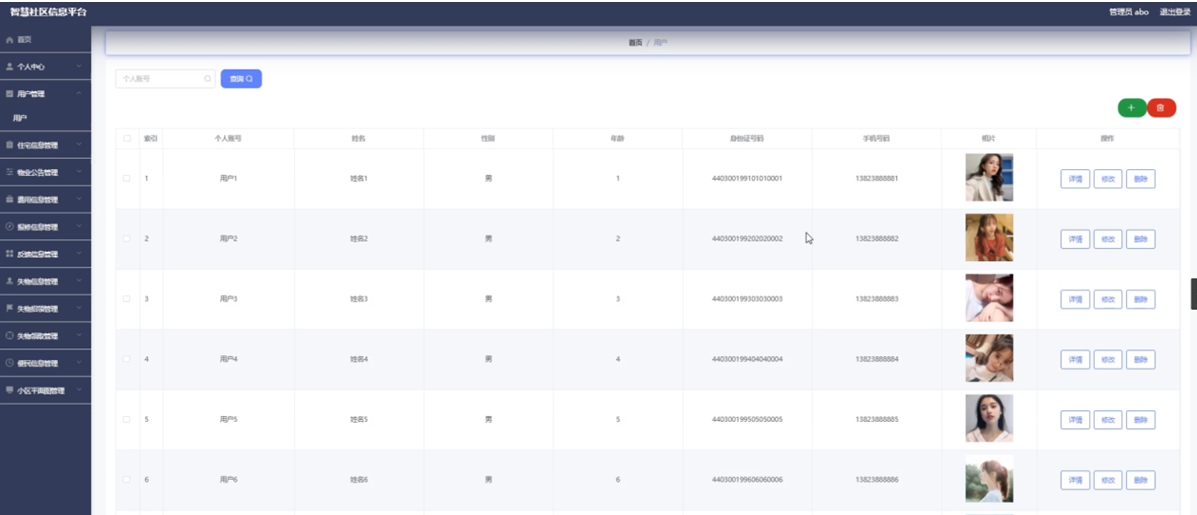 智慧社区信息平台
管理员 abo 退出登录
首页
个人中心
用户管理
用户
住宅信息管理
物业公告管理
费用信息管理
报修信息管理
反馈信息管理
失物信息管理
失物招领管理
失物领取管理
便民信息管理
小区平面图管理
首页 / 用户
个人账号 查询
索引 个人账号 姓名 性别 年龄 身份证号码 手机号码 相片 操作
1 用户1 姓名1 男 1 440300199101010001 13823888881 详情 修改 删除
2 用户2 姓名2 男 2 440300199202020002 13823888882 详情 修改 删除
3 用户3 姓名3 男 3 440300199303030003 13823888883 详情 修改 删除
4 用户4 姓名4 男 4 440300199404040004 13823888884 详情 修改 删除
5 用户5 姓名5 男 5 440300199505050005 13823888885 详情 修改 删除
6 用户6 姓名6 男 6 440300199606060006 13823888886 详情 修改 删除